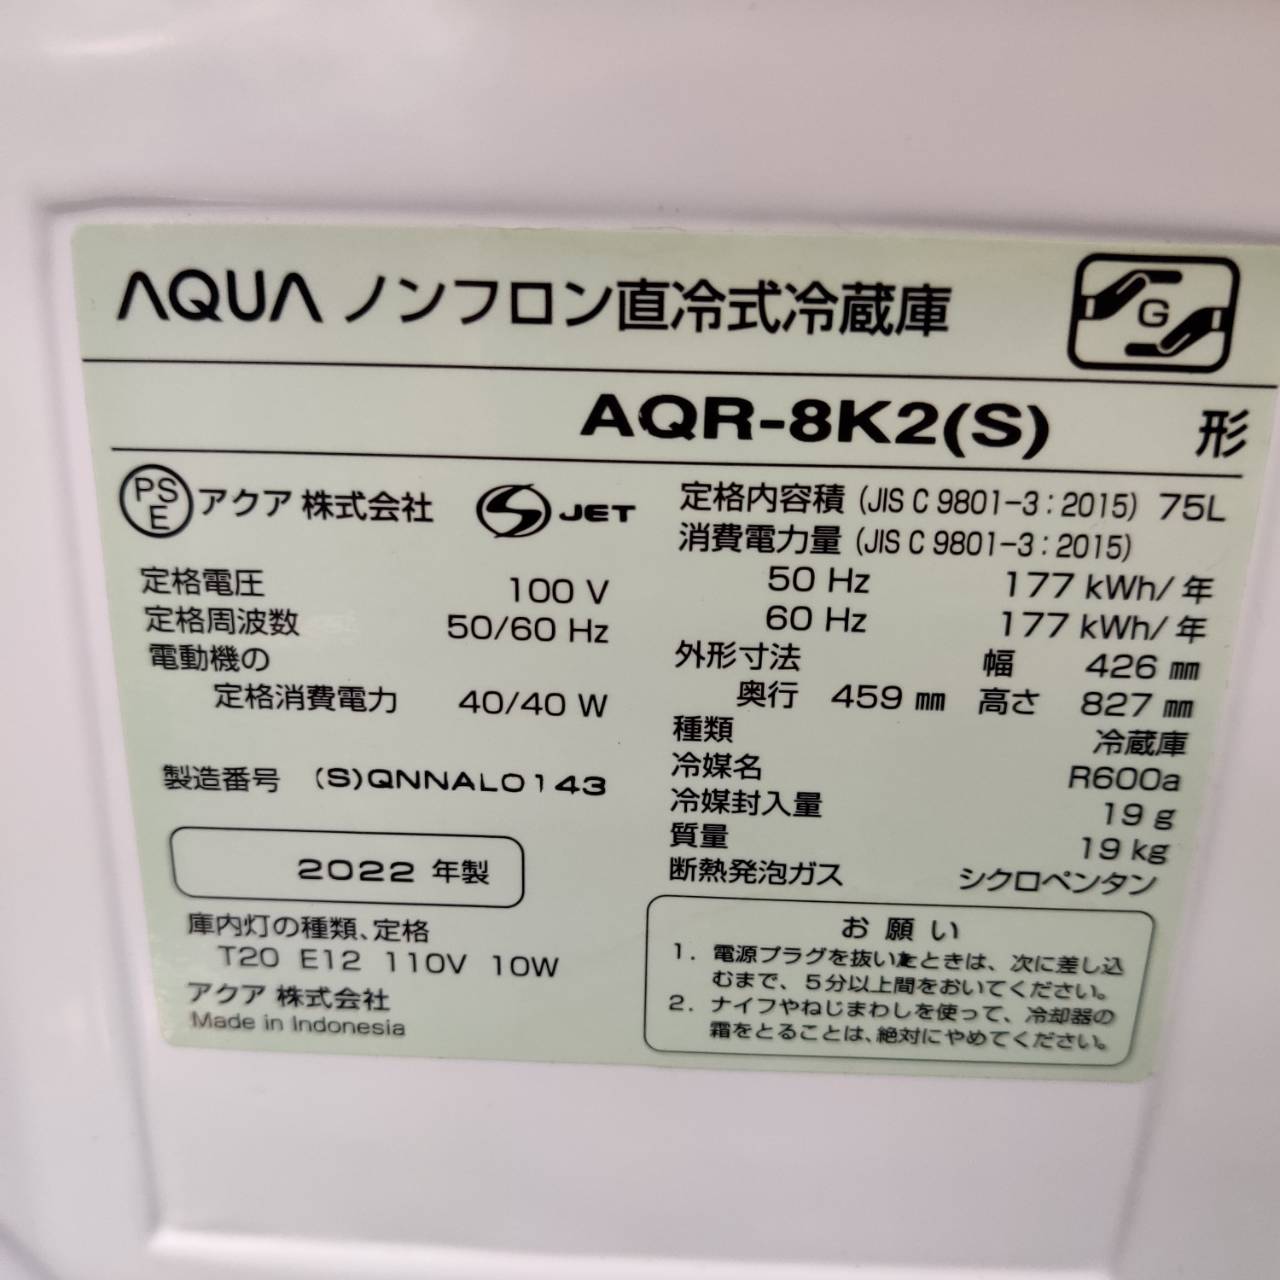 AQUA ノンフロン直冷式冷蔵庫
G
AQR-8K2(S) 形
PSE アクア 株式会社 JET
定格電圧 100 V
定格周波数 50/60 Hz
電動機の
定格消費電力 40/40 W
製造番号 (S)QNNAL0143
2022 年製
庫内灯の種類、定格
T20 E12 110V 10W
アクア 株式会社
Made in Indonesia
定格内容積 (JIS C 9801-3:2015) 75L
消費電力量 (JIS C 9801-3:2015)
50 Hz 177 kWh/年
60 Hz 177 kWh/年
外形寸法 幅 426 mm
奥行 459 mm 高さ 827 mm
種類 冷蔵庫
冷媒名 R600a
冷媒封入量 19 g
質量 19 kg
断熱発泡ガス シクロペンタン
お願い
1. 電源プラグを抜いたときは、次に差し込
むまで、5分以上間をおいてください。
2. ナイフやねじまわしを使って、冷却器の
霜をとることは、絶対にやめてください。